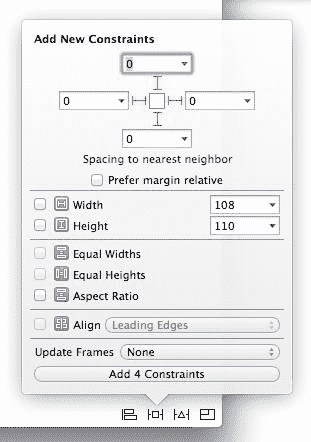 Add New Constraints
0
0 0
0
Spacing to nearest neighbor
Prefer margin relative
Width 108
Height 110
Equal Widths
Equal Heights
Aspect Ratio
Align Leading Edges
Update Frames None
Add 4 Constraints